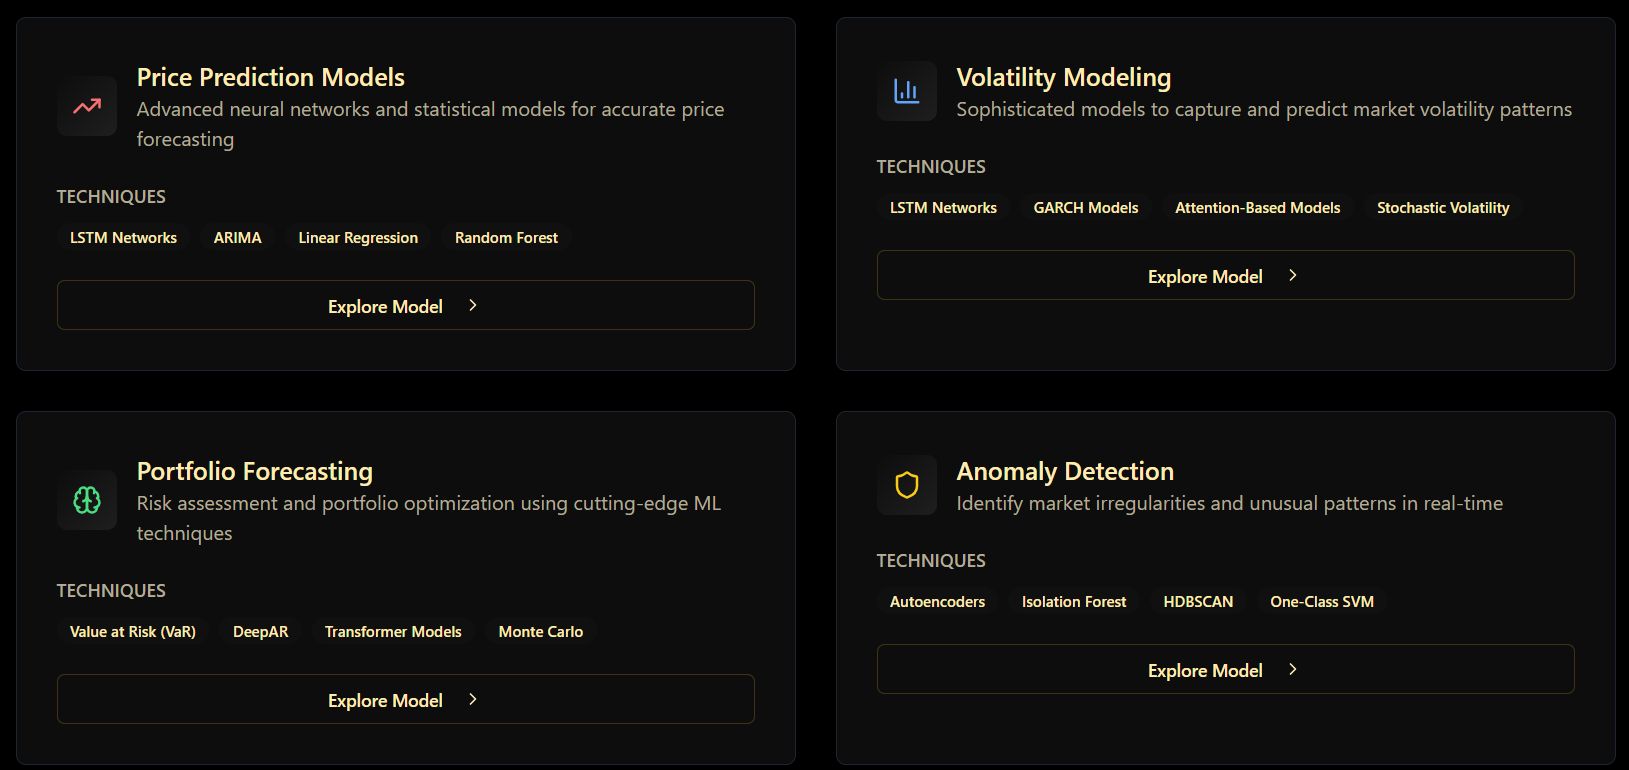 Price Prediction Models
Advanced neural networks and statistical models for accurate price
forecasting
TECHNIQUES
LSTM Networks
ARIMA
Linear Regression
Random Forest
Explore Model
Volatility Modeling
Sophisticated models to capture and predict market volatility patterns
TECHNIQUES
LSTM Networks
GARCH Models
Attention-Based Models
Stochastic Volatility
Explore Model
Portfolio Forecasting
Risk assessment and portfolio optimization using cutting-edge ML
techniques
TECHNIQUES
Value at Risk (VaR)
DeepAR
Transformer Models
Monte Carlo
Explore Model
Anomaly Detection
Identify market irregularities and unusual patterns in real-time
TECHNIQUES
Autoencoders
Isolation Forest
HDBSCAN
One-Class SVM
Explore Model